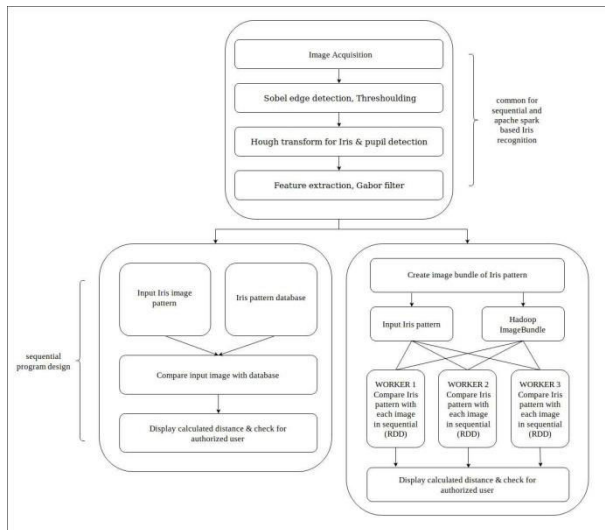 Image Acquisition
Sobel edge detection, Threshoulding
Hough transform for Iris & pupil detection
Feature extraction, Gabor filter
common for
sequential and
apache spark
based Iris
recognition
sequential
program design
Input Iris image
pattern
Iris pattern database
Compare input image with database
Display calculated distance & check for
authorized user
Create image bundle of Iris pattern
Input Iris pattern
Hadoop
ImageBundle
WORKER 1
Compare Iris
pattern with
each image
in sequential
(RDD)
WORKER 2
Compare Iris
pattern with
each image
in sequential
(RDD)
WORKER 3
Compare Iris
pattern with
each image
in sequential
(RDD)
Display calculated distance & check for
authorized user